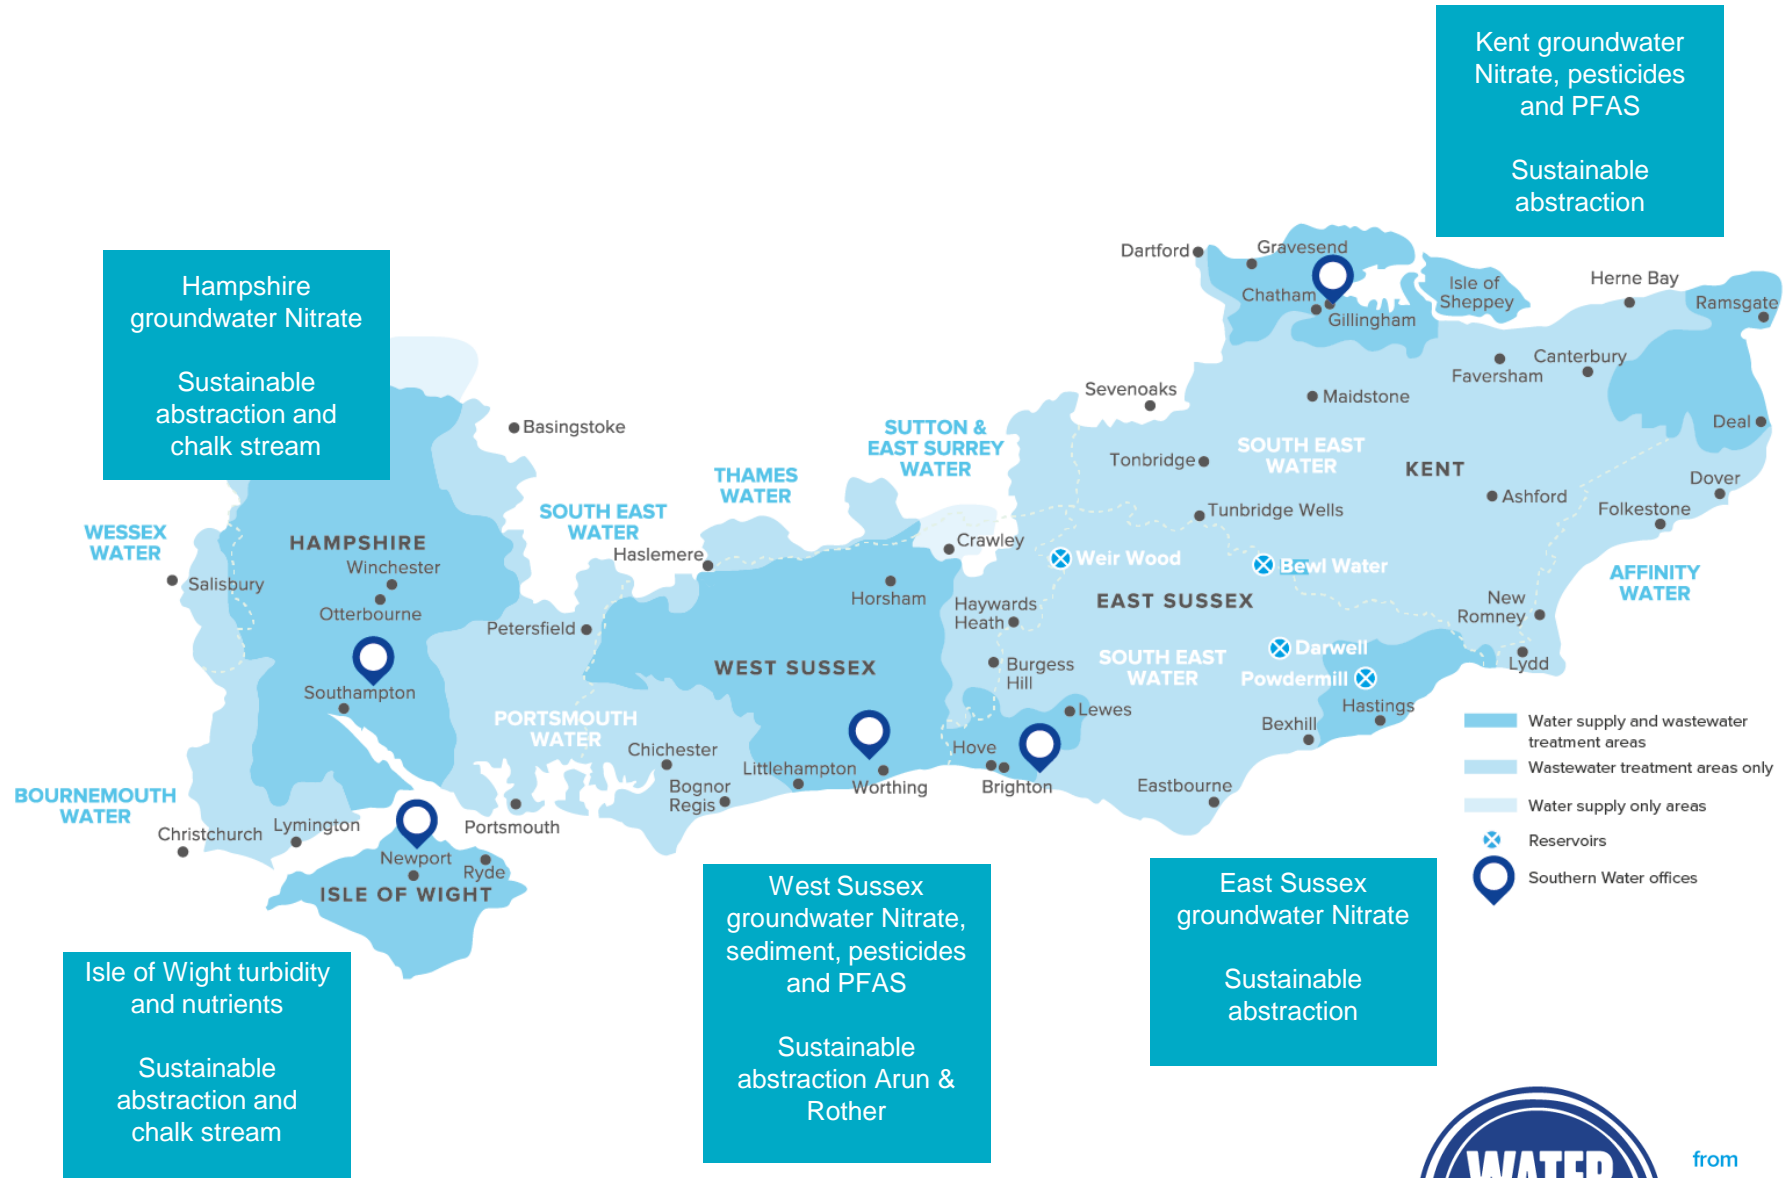 Kent groundwater
Nitrate, pesticides
and PFAS
Sustainable
abstraction
Hampshire
groundwater Nitrate
Sustainable
abstraction and
chalk stream
Dartford
Gravesend
Chatham
Gillingham
Isle of
Sheppey
Herne Bay
Ramsgate
Canterbury
Faversham
Sevenoaks
Maidstone
Deal
Basingstoke
SUTTON &
EAST SURREY
WATER
THAMES
WATER
SOUTH EAST
WATER
Tonbridge
SOUTH EAST
WATER
KENT
Ashford
Dover
Folkestone
Tunbridge Wells
WESSEX
WATER
HAMPSHIRE
Winchester
Salisbury
Otterbourne
Haslemere
Crawley
Weir Wood
Bewl Water
AFFINITY
WATER
Horsham
Haywards
Heath
EAST SUSSEX
New
Romney
Petersfield
WEST SUSSEX
Burgess
Hill
SOUTH EAST
WATER
Darwell
Powdermill
Lydd
Southampton
PORTSMOUTH
WATER
Lewes
Bexhill
Hastings
Chichester
Littlehampton
Hove
Bognor
Regis
Worthing
Brighton
Eastbourne
BOURNEMOUTH
WATER
Christchurch
Lymington
Portsmouth
Newport
Ryde
ISLE OF WIGHT
Water supply and wastewater
treatment areas
Wastewater treatment areas only
Water supply only areas
Reservoirs
Southern Water offices
Isle of Wight turbidity
and nutrients
Sustainable
abstraction and
chalk stream
West Sussex
groundwater Nitrate,
sediment, pesticides
and PFAS
Sustainable
abstraction Arun &
Rother
East Sussex
groundwater Nitrate
Sustainable
abstraction
WATER
from